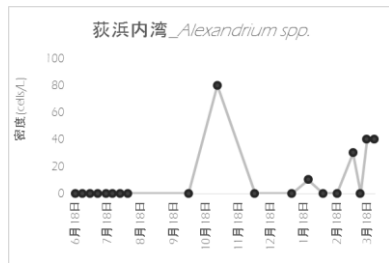 荻浜内湾_Alexandrium spp.
密度(cells/L)
100
80
60
40
20
0
6月18日
7月18日
8月18日
9月18日
10月18日
11月18日
12月18日
1月18日
2月18日
3月18日